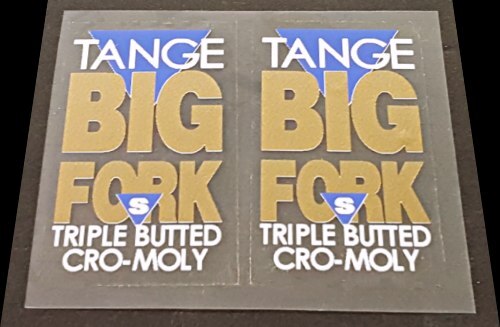 TANGE
BIG
FORK
S
TRIPLE BUTTED
CRO-MOLY
TANGE
BIG
FORK
S
TRIPLE BUTTED
CRO-MOLY